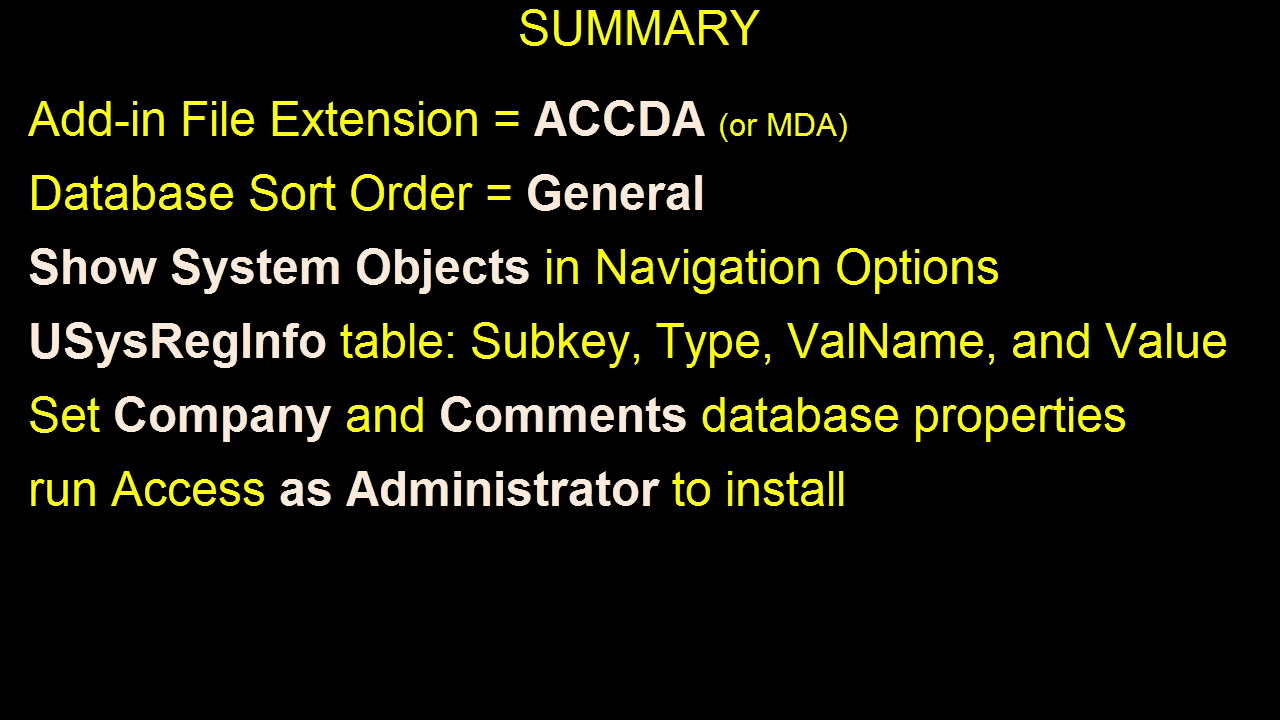 SUMMARY
Add-in File Extension = ACCDA (or MDA)
Database Sort Order = General
Show System Objects in Navigation Options
USysRegInfo table: Subkey, Type, ValName, and Value
Set Company and Comments database properties
run Access as Administrator to install